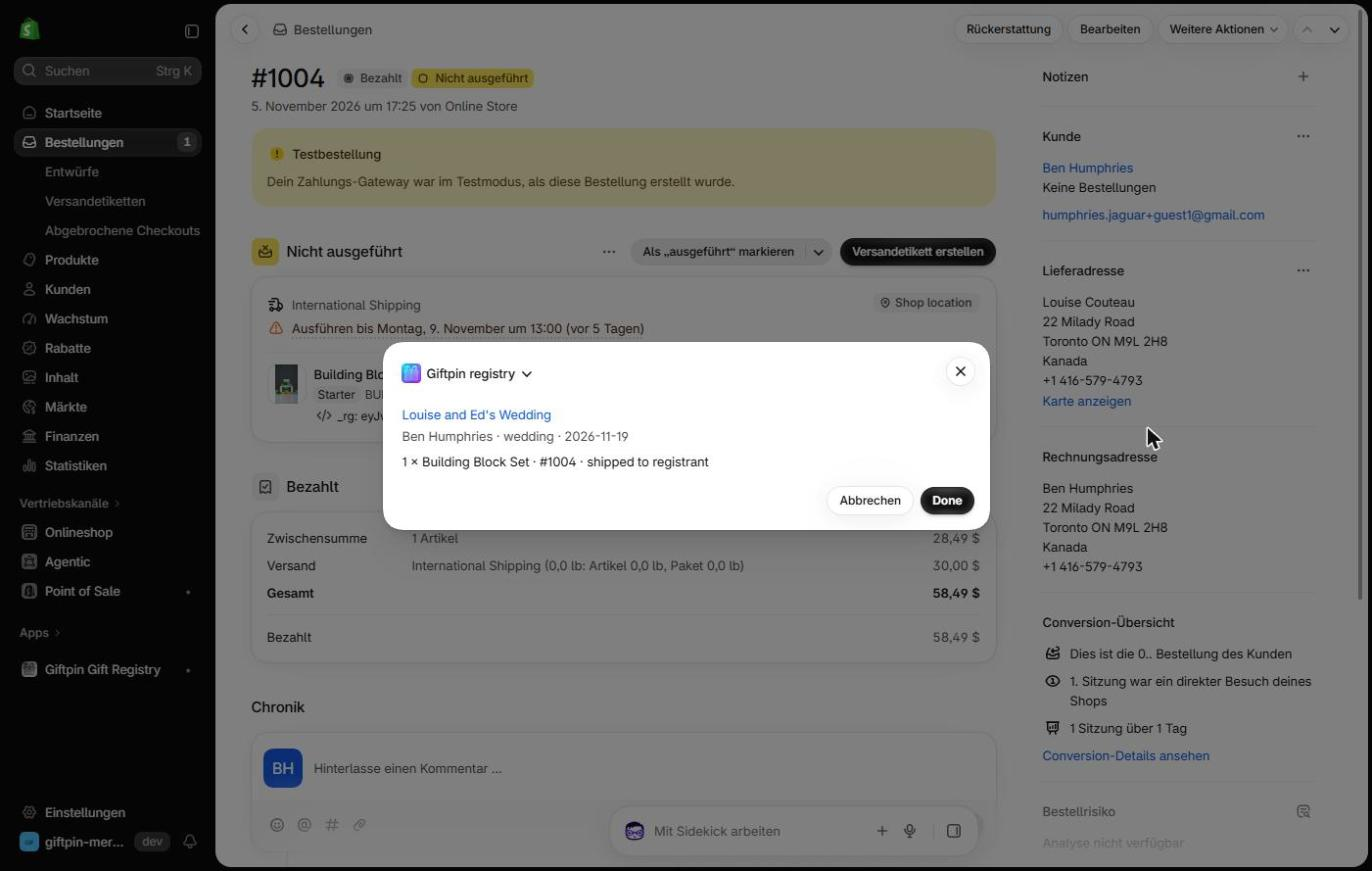 Suchen
Strg K
Startseite
Bestellungen
1
Entwürfe
Versandetiketten
Abgebrochene Checkouts
Produkte
Kunden
Wachstum
Rabatte
Inhalt
Märkte
Finanzen
Statistiken
Vertriebskanäle
Onlineshop
Agentic
Point of Sale
Apps
Giftpin Gift Registry
Einstellungen
giftpin-mer...
dev
Bestellungen
Rückerstattung
Bearbeiten
Weitere Aktionen
#1004
Bezahlt
Nicht ausgeführt
5. November 2026 um 17:25 von Online Store
Testbestellung
Dein Zahlungs-Gateway war im Testmodus, als diese Bestellung erstellt wurde.
Nicht ausgeführt
Als „ausgeführt“ markieren
Versandetikett erstellen
International Shipping
Shop location
Ausführen bis Montag, 9. November um 13:00 (vor 5 Tagen)
Building Blo
Starter
_rg:
Giftpin registry
Louise and Ed's Wedding
Ben Humphries · wedding · 2026-11-19
1 × Building Block Set · #1004 · shipped to registrant
Abbrechen
Done
Bezahlt
Zwischensumme 1 Artikel 28,49 $
Versand International Shipping (0,0 lb: Artikel 0,0 lb, Paket 0,0 lb) 30,00 $
Gesamt 58,49 $
Bezahlt 58,49 $
Chronik
BH
Hinterlasse einen Kommentar ...
Mit Sidekick arbeiten
Notizen
Kunde
Ben Humphries
Keine Bestellungen
humphries.jaguar+guest1@gmail.com
Lieferadresse
Louise Couteau
22 Milady Road
Toronto ON M9L 2H8
Kanada
+1 416-579-4793
Karte anzeigen
Rechnungsadresse
Ben Humphries
22 Milady Road
Toronto ON M9L 2H8
Kanada
+1 416-579-4793
Conversion-Übersicht
Dies ist die 0.. Bestellung des Kunden
1. Sitzung war ein direkter Besuch deines
Shops
1 Sitzung über 1 Tag
Conversion-Details ansehen
Bestellrisiko
Analyse nicht verfügbar